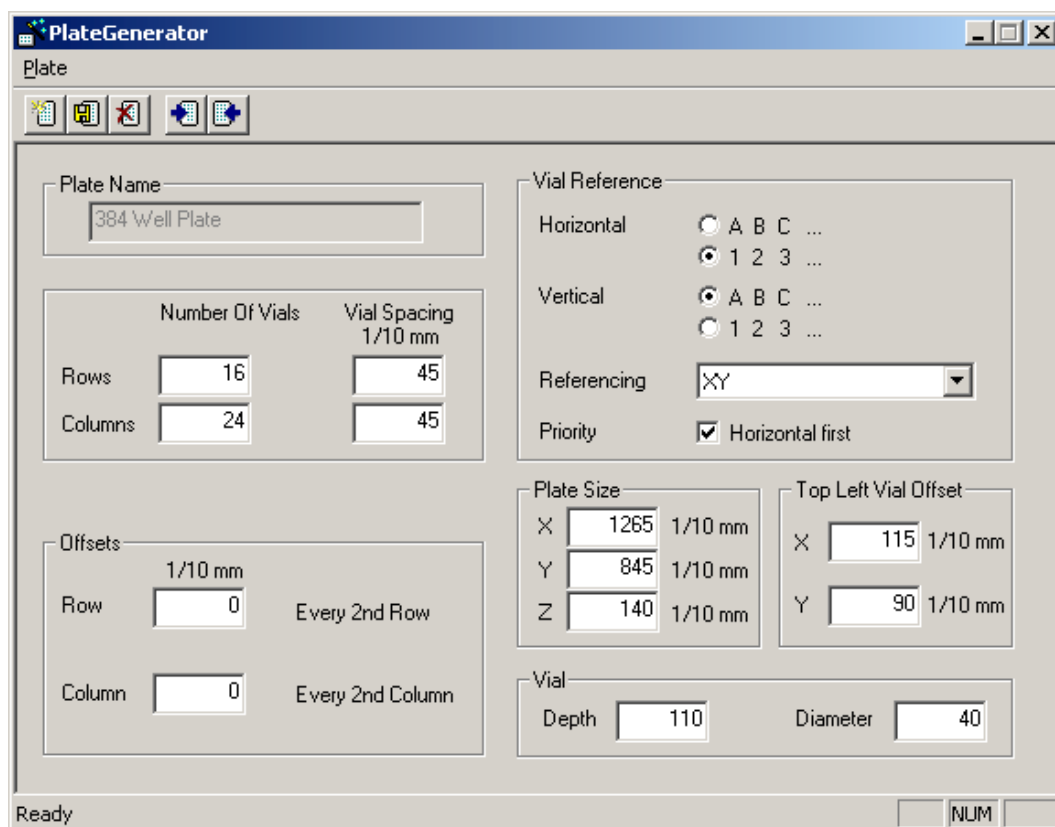 PlateGenerator
Plate
Plate Name
384 Well Plate
Number Of Vials
Vial Spacing
1/10 mm
Rows 16 45
Columns 24 45
Offsets
1/10 mm
Row 0 Every 2nd Row
Column 0 Every 2nd Column
Vial Reference
Horizontal A B C ...
1 2 3 ...
Vertical A B C ...
1 2 3 ...
Referencing XY
Priority Horizontal first
Plate Size
X 1265 1/10 mm
Y 845 1/10 mm
Z 140 1/10 mm
Top Left Vial Offset
X 115 1/10 mm
Y 90 1/10 mm
Vial
Depth 110 Diameter 40
Ready NUM